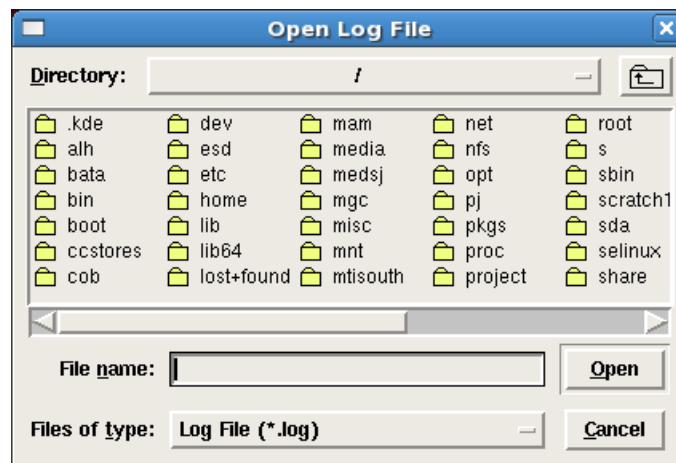 Open Log File
Directory: /
.kde dev mam net root
alh esd media nfs s
bata etc medsj opt sbin
bin home mgc pj scratch1
boot lib misc pkgs sda
ccstores lib64 mnt proc selinux
cob lost+found mtisouth project share
File name: Open
Files of type: Log File (*.log) Cancel